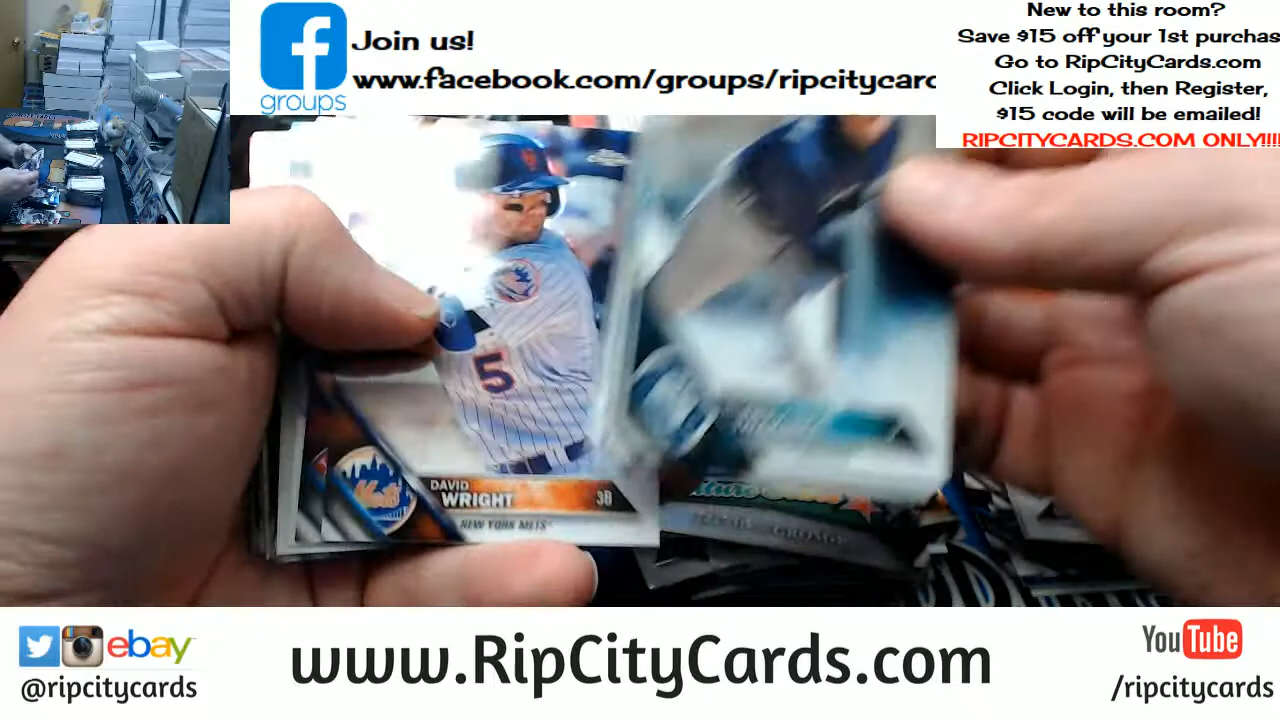 groups
Join us!
www.facebook.com/groups/ripcitycarc
New to this room?
Save $15 off your 1st purchas
Go to RipCityCards.com
Click Login, then Register,
$15 code will be emailed!
RIPCITYCARDS.COM ONLY!!!!
5
Mets
DAVID
WRIGHT 3B
NEW YORK METS
ebay
@ripcitycards
www.RipCityCards.com
YouTube
/ripcitycards